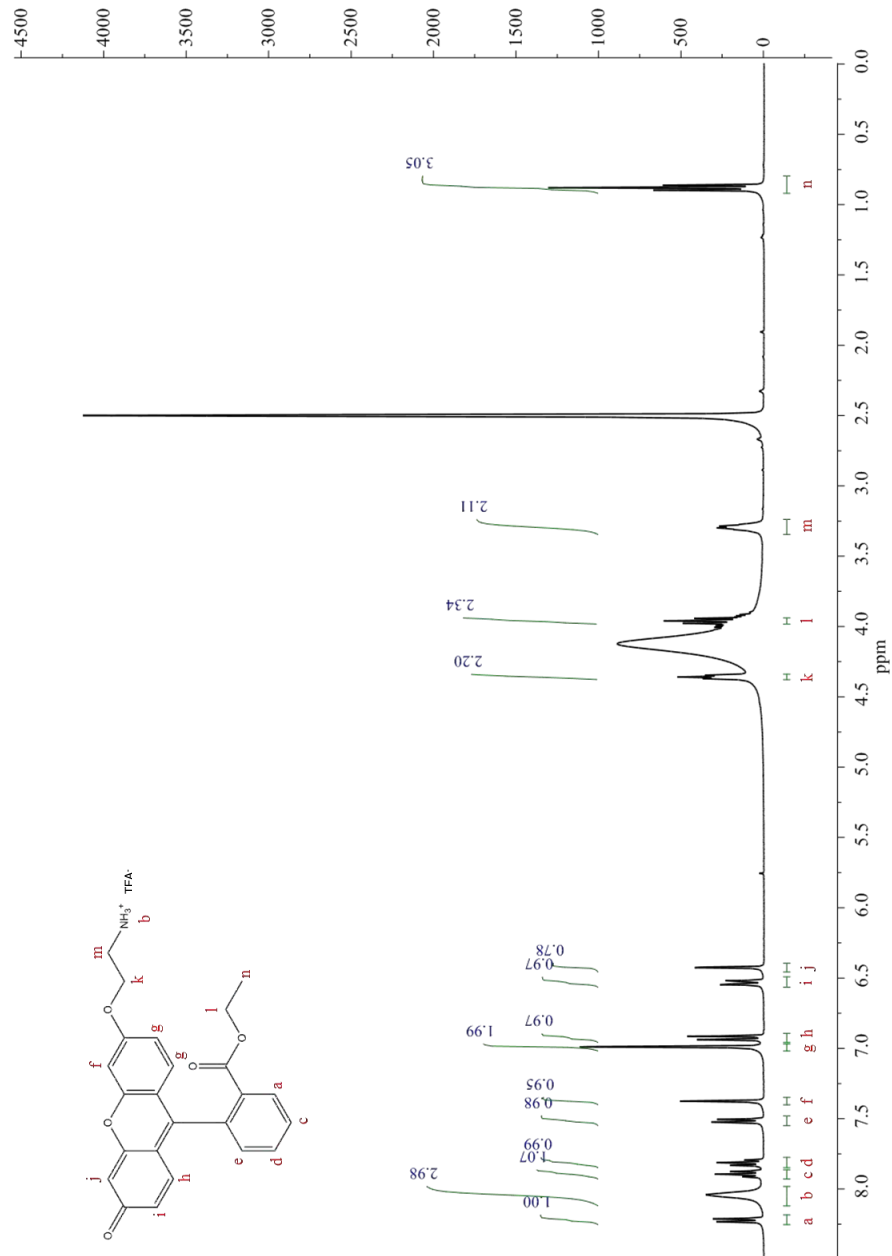 4500
4000
3500
3000
2500
2000
1500
1000
500
0
0.0
0.5
1.0
1.5
2.0
2.5
3.0
3.5
4.0
4.5
5.0
5.5
6.0
6.5
7.0
7.5
8.0
ppm
3.05
2.11
2.34
2.20
0.78
0.97
0.97
1.99
0.95
0.98
0.99
1.07
2.98
1.00
n
m
l
k
j
i
h
g
f
e
d
c
b
a
TFA-
NH3+
b
m
k
n
l
O
g
f
g
O
O
a
c
d
e
O
j
h
i
O